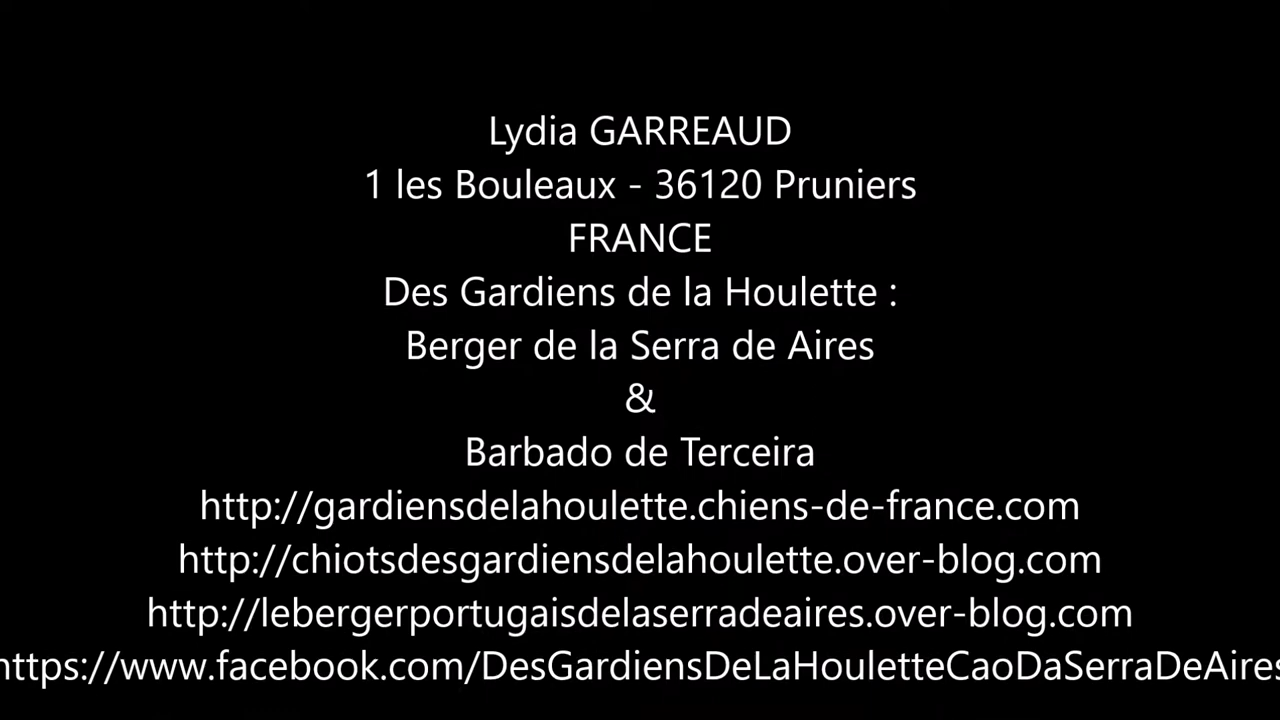 Lydia GARREAUD
1 les Bouleaux - 36120 Pruniers
FRANCE
Des Gardiens de la Houlette :
Berger de la Serra de Aires
&
Barbado de Terceira
http://gardiensdelahoulette.chiens-de-france.com
http://chiotsdesgardiensdelahoulette.over-blog.com
http://lebergerportugaisdelaserradeaires.over-blog.com
https://www.facebook.com/DesGardiensDeLaHouletteCaoDaSerraDeAires